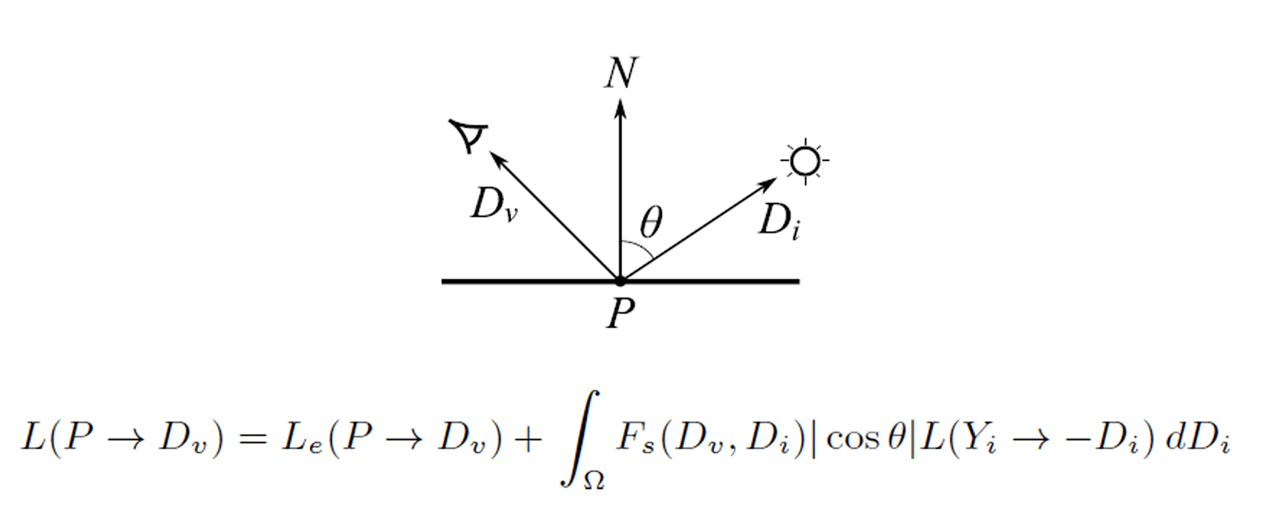 N
D_v
θ
D_i
P
L(P → D_v) = L_e(P → D_v) + ∫_Ω F_s(D_v, D_i)| cos θ|L(Y_i → −D_i) dD_i